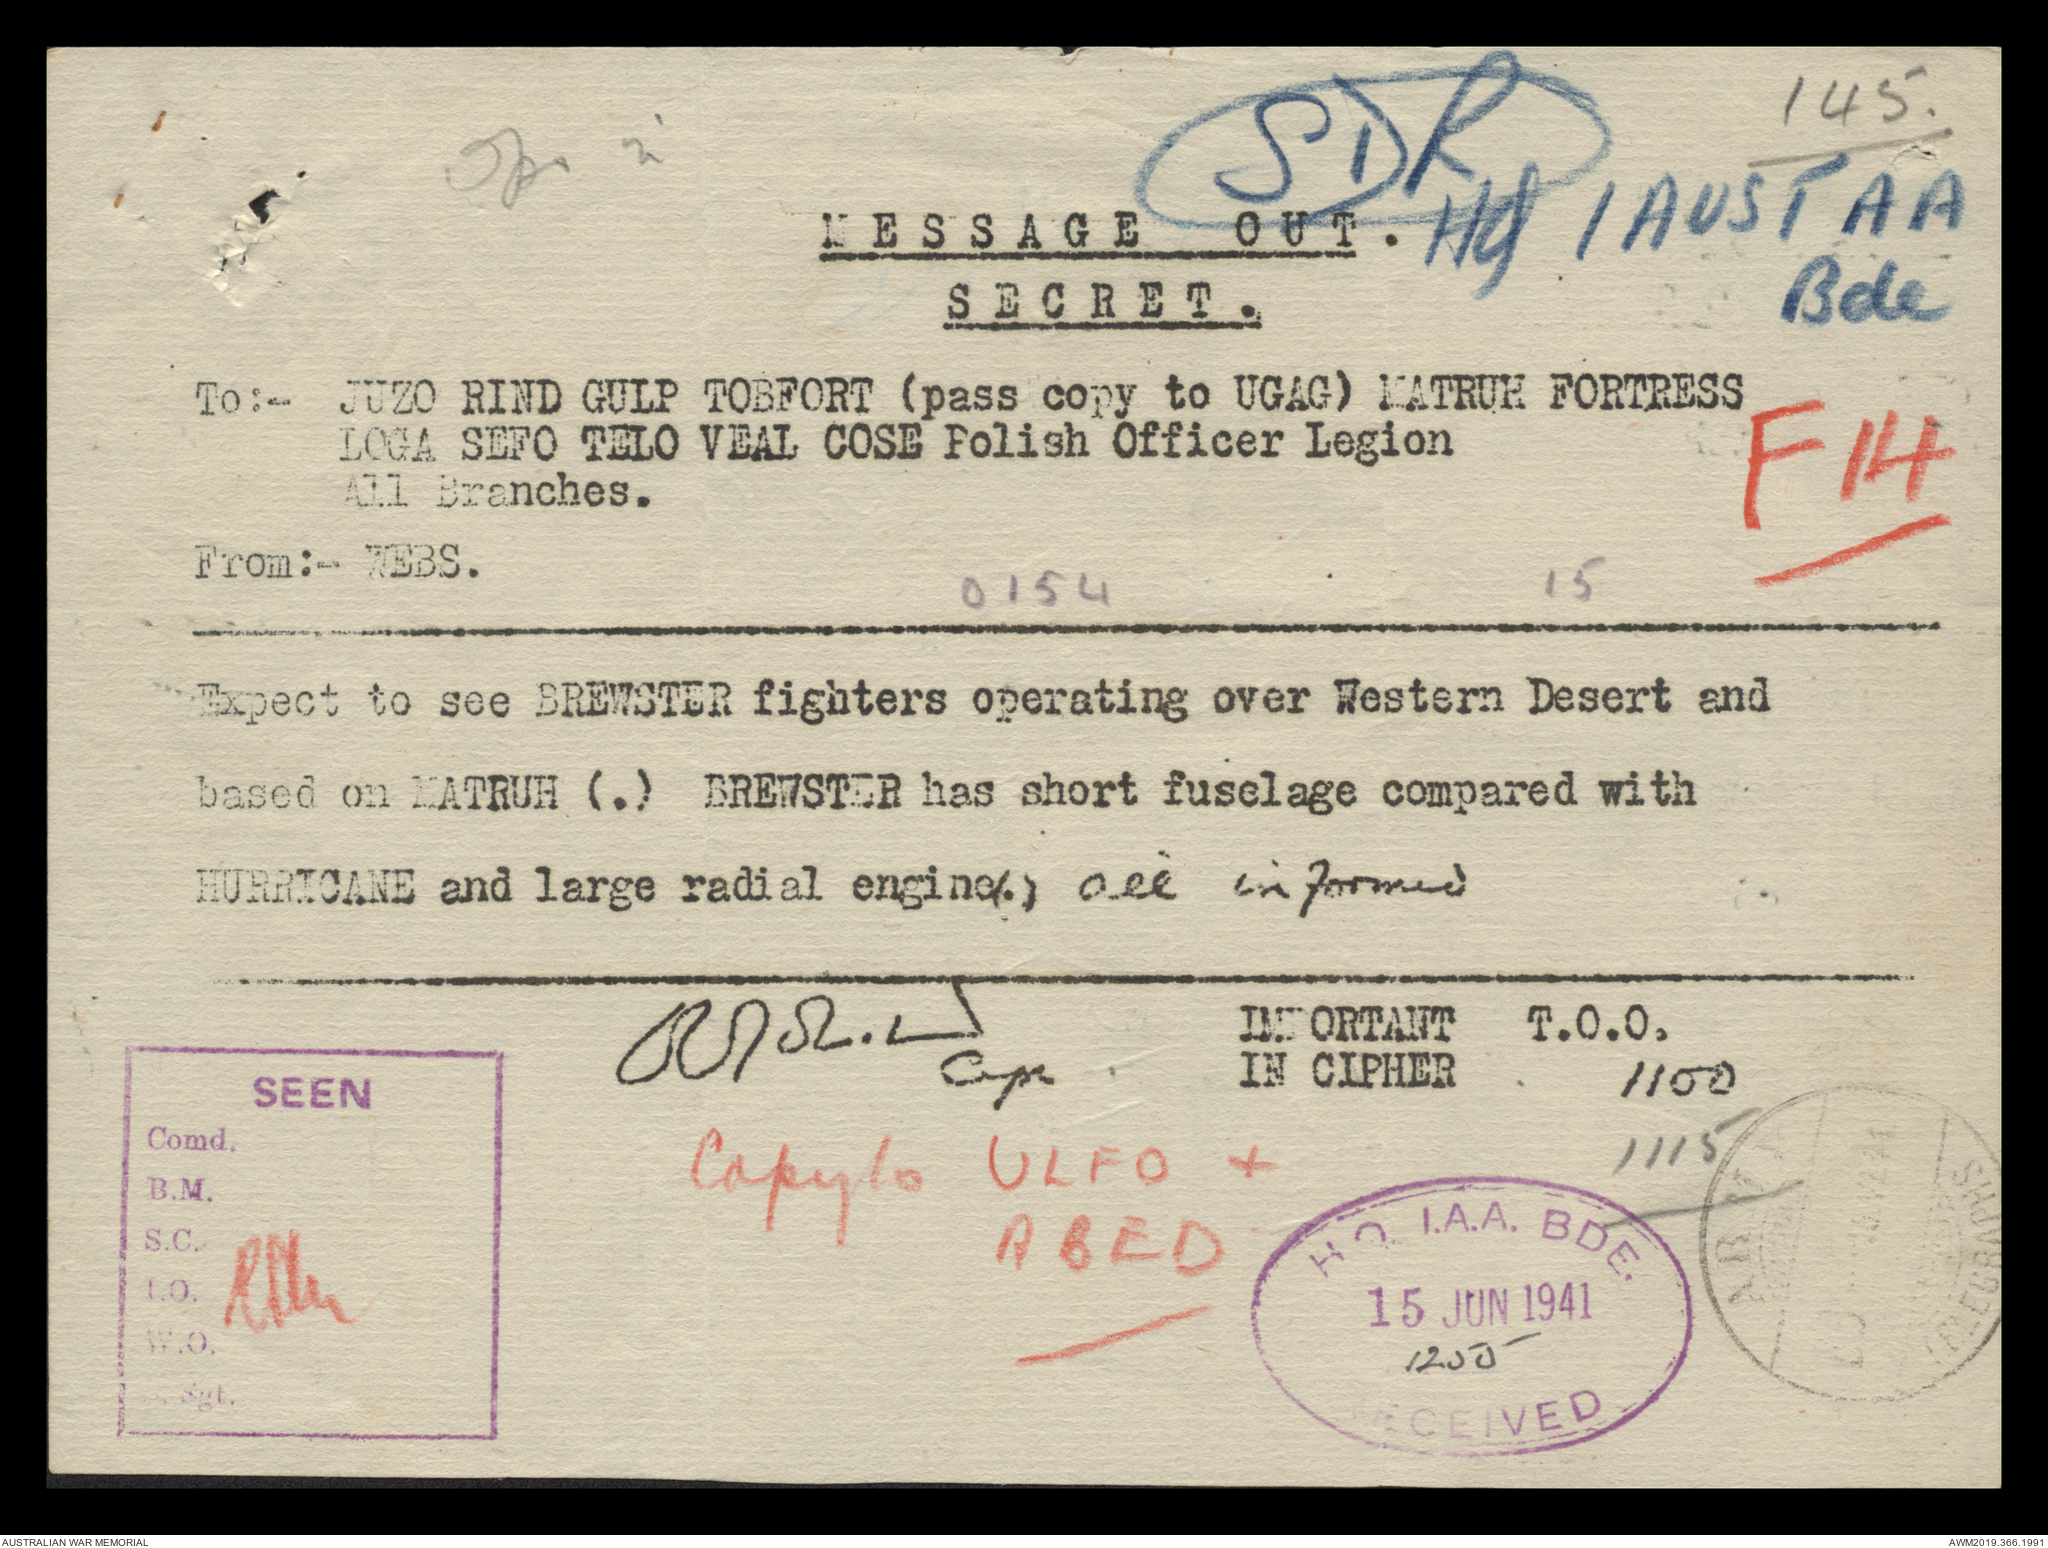 145.
SDR
HQ 1 AUST AA
Bde
MESSAGE OUT.
SECRET.
To:- JUZO RIND GULP TOBFORT (pass copy to UGAG) MATRUH FORTRESS
LOGA SEFO TELO VEAL COSE Polish Officer Legion
All Branches.
F14
From:- WEBS.
0154 15
Expect to see BREWSTER fighters operating over Western Desert and
based on MATRUH (.) BREWSTER has short fuselage compared with
HURRICANE and large radial engine(.) all informed
Capt
IMPORTANT T.O.O.
IN CIPHER 1100
1115
SEEN
Comd.
B.M.
S.C.
I.O.
W.O.
Sgt.
Copy to ULFO +
ABED
H.Q. I.A.A. BDE.
15 JUN 1941
1200
RECEIVED
ARMY
SIGNAL
AUSTRALIAN WAR MEMORIAL
AWM2019.366.1991